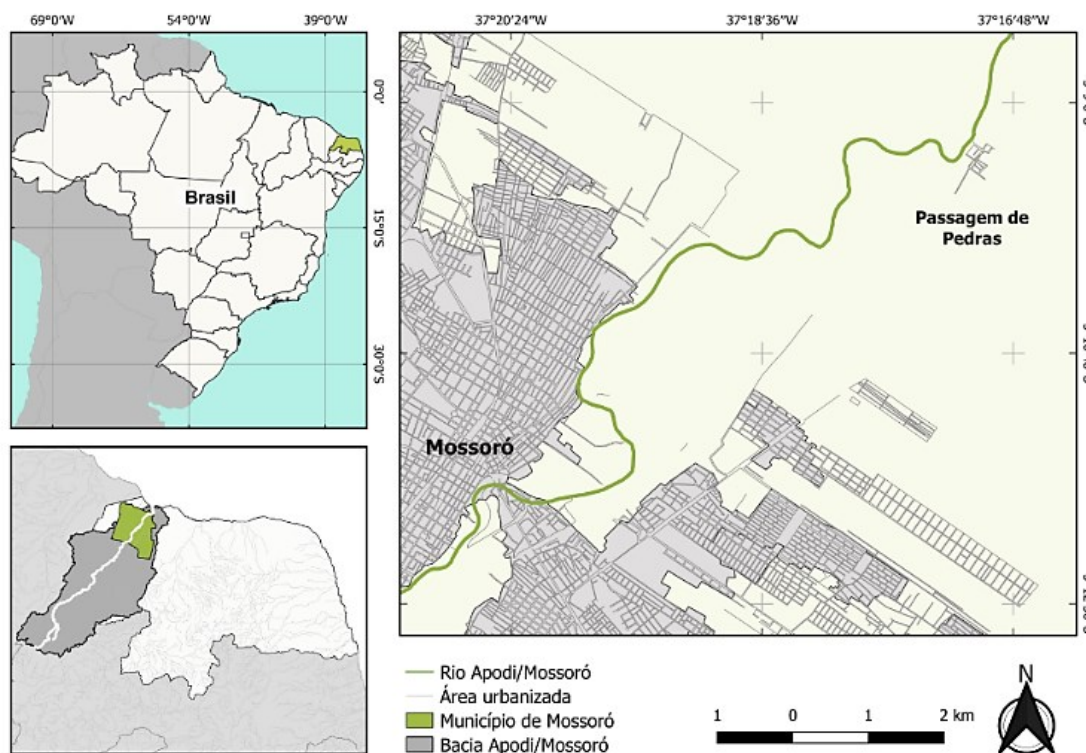 69°0'W 54°0'W 39°0'W
37°20'24"W 37°18'36"W 37°16'48"W
0°0'
15°0'S
30°0'S
Brasil
Passagem de
Pedras
Mossoró
Rio Apodi/Mossoró
Área urbanizada
Município de Mossoró
Bacia Apodi/Mossoró
1 0 1 2 km
N